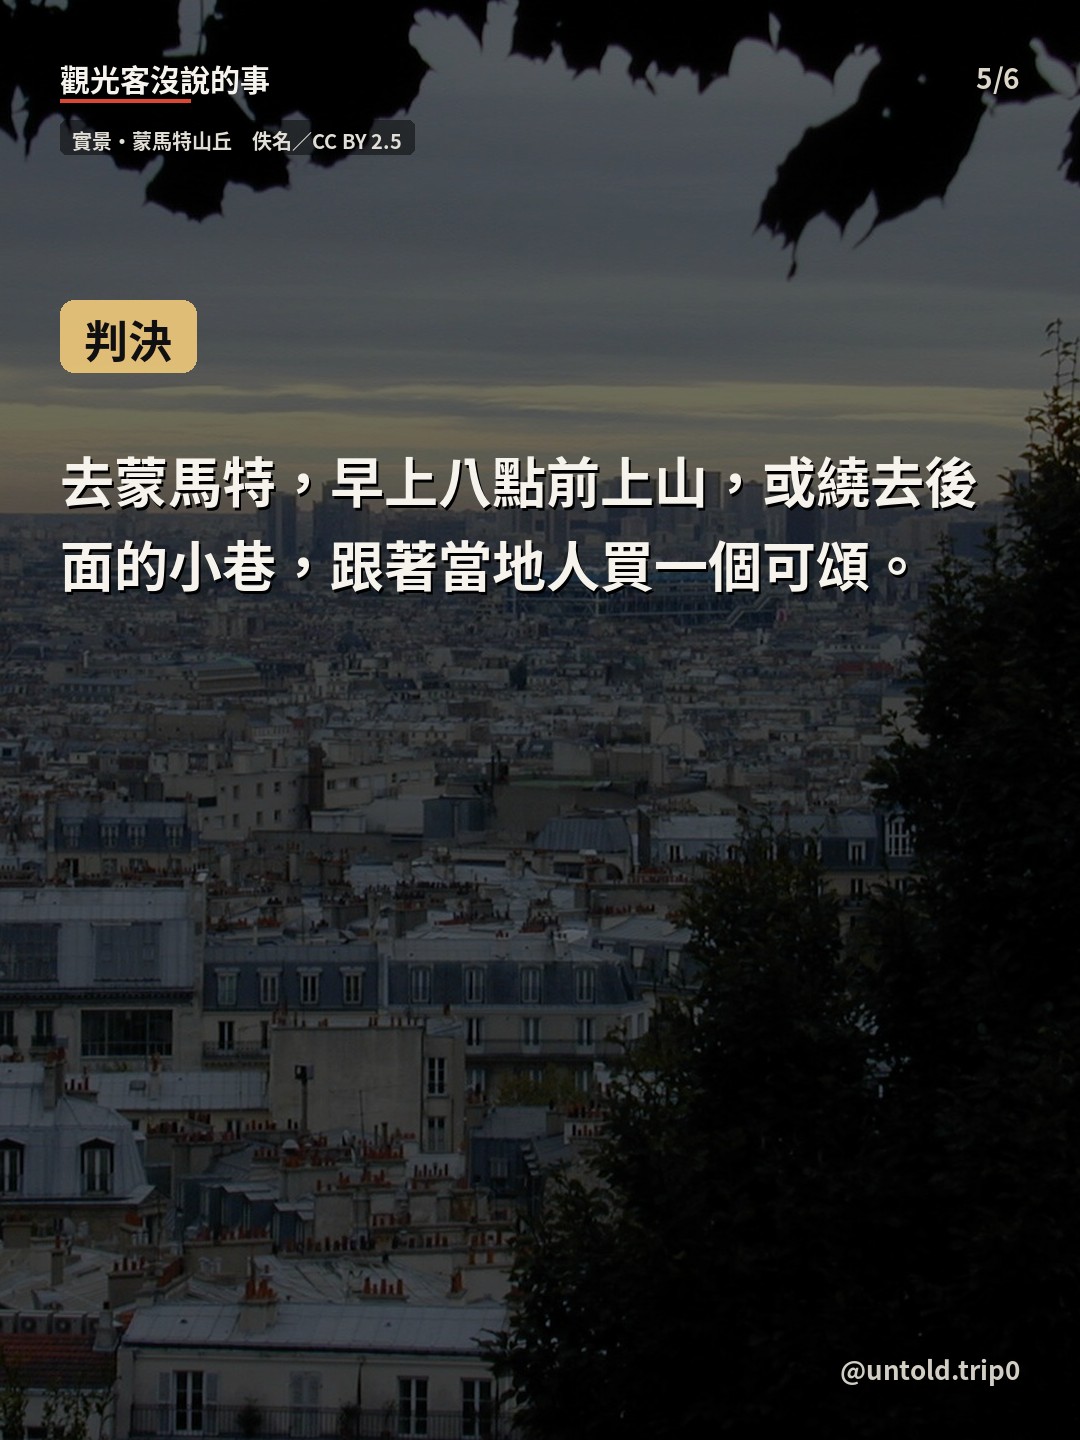 觀光客沒說的事
5/6
實景・蒙馬特山丘　佚名／CC BY 2.5
判決
去蒙馬特，早上八點前上山，或繞去後
面的小巷，跟著當地人買一個可頌。
@untold.trip0